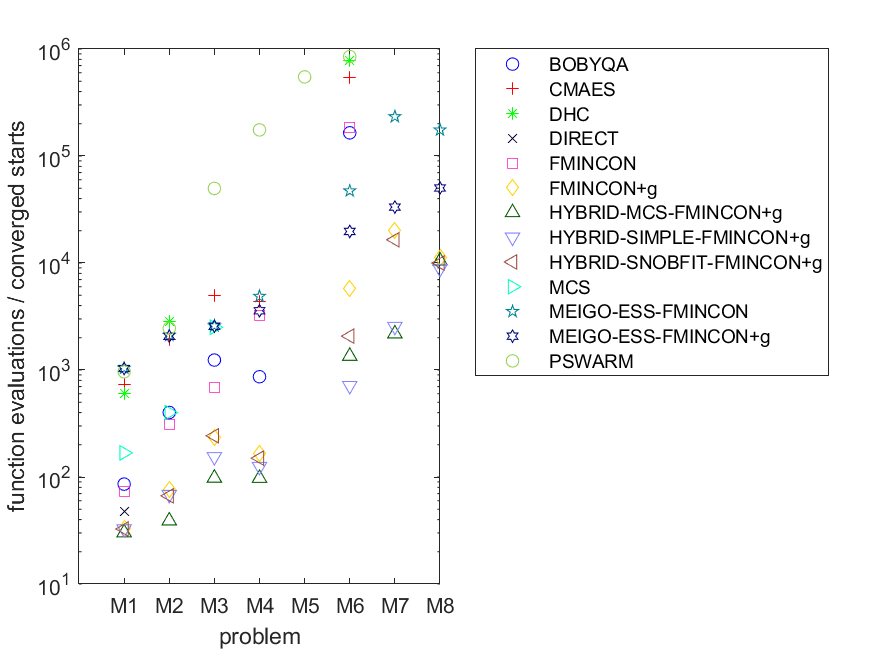 10^6
10^5
10^4
10^3
10^2
10^1
function evaluations / converged starts
M1 M2 M3 M4 M5 M6 M7 M8
problem
BOBYQA
CMAES
DHC
DIRECT
FMINCON
FMINCON+g
HYBRID-MCS-FMINCON+g
HYBRID-SIMPLE-FMINCON+g
HYBRID-SNOBFIT-FMINCON+g
MCS
MEIGO-ESS-FMINCON
MEIGO-ESS-FMINCON+g
PSWARM